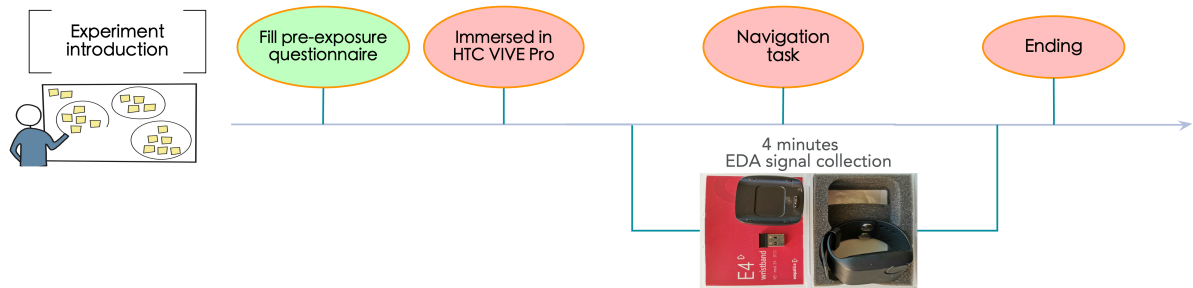 Experiment
introduction
Fill pre-exposure
questionnaire
Immersed in
HTC VIVE Pro
Navigation
task
Ending
4 minutes
EDA signal collection
E4
wristband